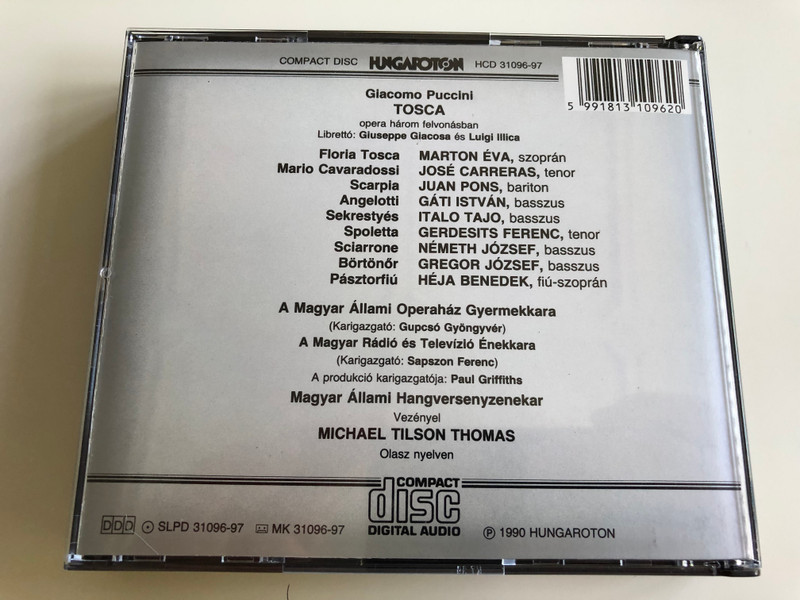 COMPACT DISC HUNGAROTON HCD 31096-97
5 991813 109620
Giacomo Puccini
TOSCA
opera három felvonásban
Librettó: Giuseppe Giacosa és Luigi Illica
Floria Tosca MARTON ÉVA, szoprán
Mario Cavaradossi JOSÉ CARRERAS, tenor
Scarpia JUAN PONS, bariton
Angelotti GÁTI ISTVÁN, basszus
Sekrestyés ITALO TAJO, basszus
Spoletta GERDESITS FERENC, tenor
Sciarrone NÉMETH JÓZSEF, basszus
Börtönőr GREGOR JÓZSEF, basszus
Pásztorfiú HÉJA BENEDEK, fiú-szoprán
A Magyar Állami Operaház Gyermekkara
(Karigazgató: Gupcsó Gyöngyvér)
A Magyar Rádió és Televízió Énekkara
(Karigazgató: Sapszon Ferenc)
A produkció karigazgatója: Paul Griffiths
Magyar Állami Hangversenyzenekar
Vezényel
MICHAEL TILSON THOMAS
Olasz nyelven
COMPACT
disc
DIGITAL AUDIO
DDD SLPD 31096-97 MK 31096-97 ℗ 1990 HUNGAROTON